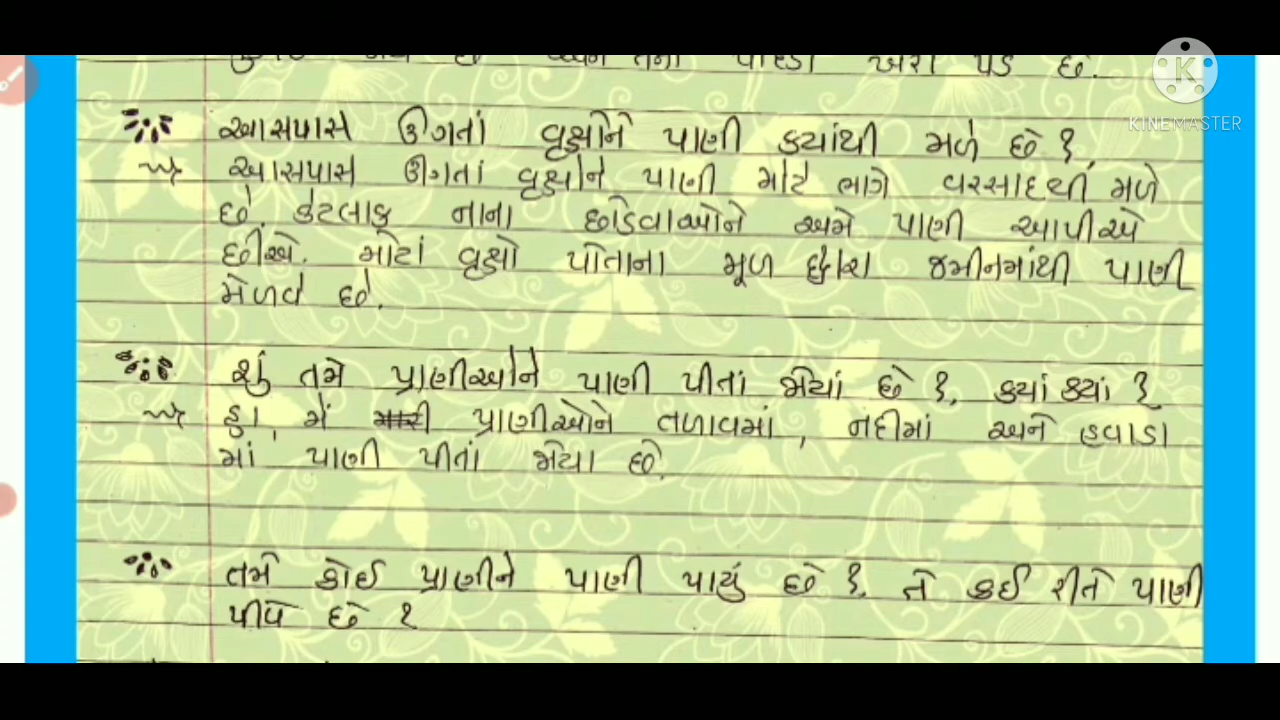 છે.
KINEMASTER
આસપાસ ઊગતાં વૃક્ષોને પાણી ક્યાંથી મળે છે ?
આસપાસ ઊગતાં વૃક્ષોને પાણી મોટે ભાગે વરસાદથી મળે
છે. કેટલાક નાના છોડવાઓને અમે પાણી આપીએ
છીએ. મોટાં વૃક્ષો પોતાના મૂળ દ્વારા જમીનમાંથી પાણી
મેળવે છે.
શું તમે પ્રાણીઓને પાણી પીતાં જોયાં છે ? ક્યાં ક્યાં ?
હા, મેં પ્રાણીઓને તળાવમાં, નદીમાં અને હવાડા
માં પાણી પીતાં જોયા છે.
તમે કોઈ પ્રાણીને પાણી પાયું છે ? તે કઈ રીતે પાણી
પીવે છે ?